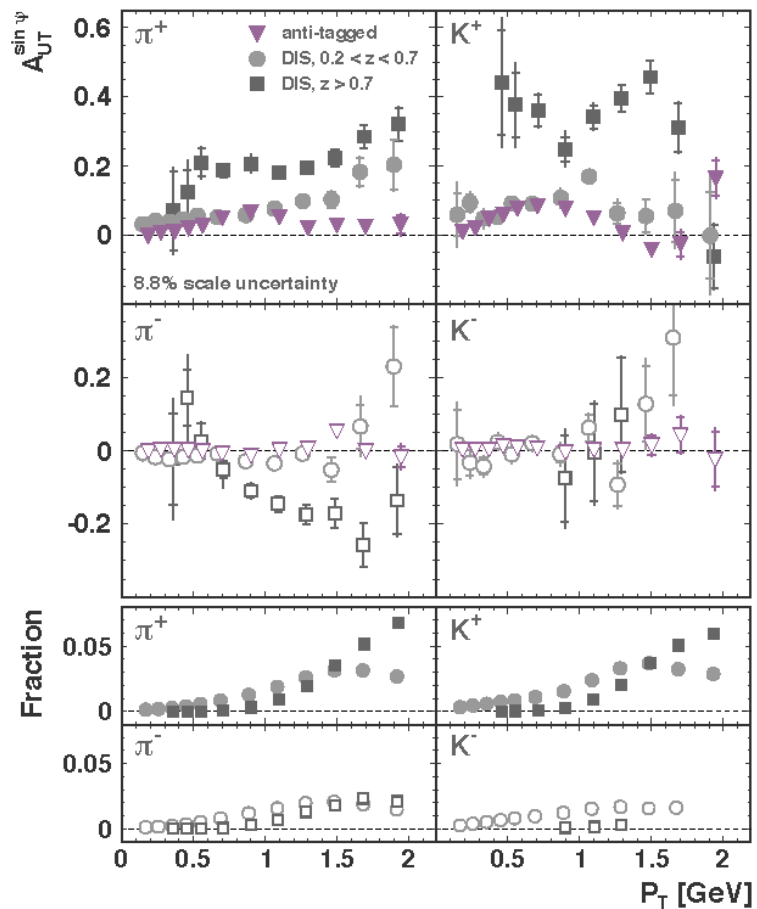 A_{UT}^{sin ψ}
π⁺
K⁺
anti-tagged
DIS, 0.2 < z < 0.7
DIS, z > 0.7
0.6
0.4
0.2
0
8.8% scale uncertainty
π⁻
K⁻
0.2
0
-0.2
Fraction
π⁺
K⁺
0.05
0
π⁻
K⁻
0.05
0
0 0.5 1 1.5 2 0.5 1 1.5 2
P_T [GeV]